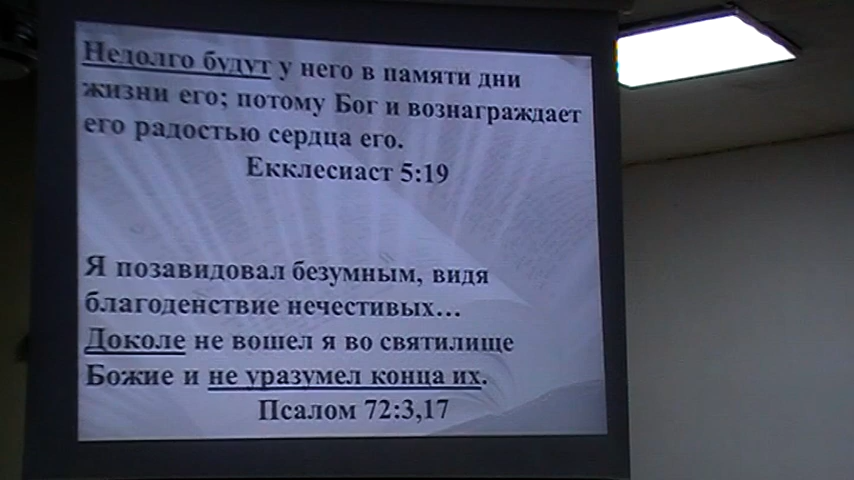 Недолго будут у него в памяти дни
жизни его; потому Бог и вознаграждает
его радостью сердца его.
Екклесиаст 5:19
Я позавидовал безумным, видя
благоденствие нечестивых...
Доколе не вошел я во святилище
Божие и не уразумел конца их.
Псалом 72:3,17